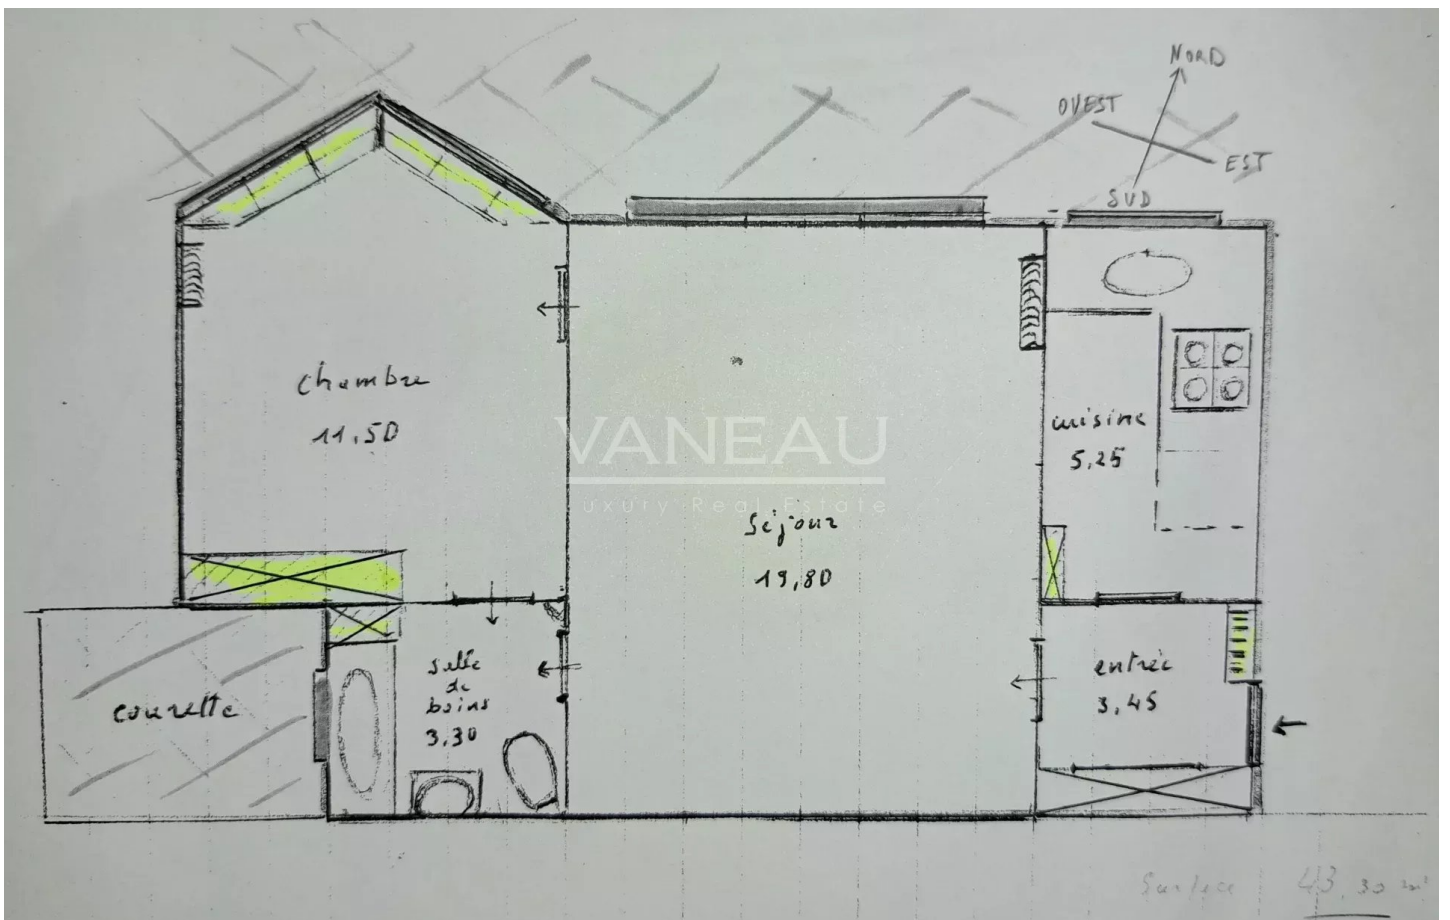 NORD
OUEST
EST
SUD
chambre
11,50
cuisine
5,25
VANEAU
Luxury Real Estate
Séjour
19,80
salle
de
bains
3,30
entrée
3,45
courette
Surface 43,30 m²